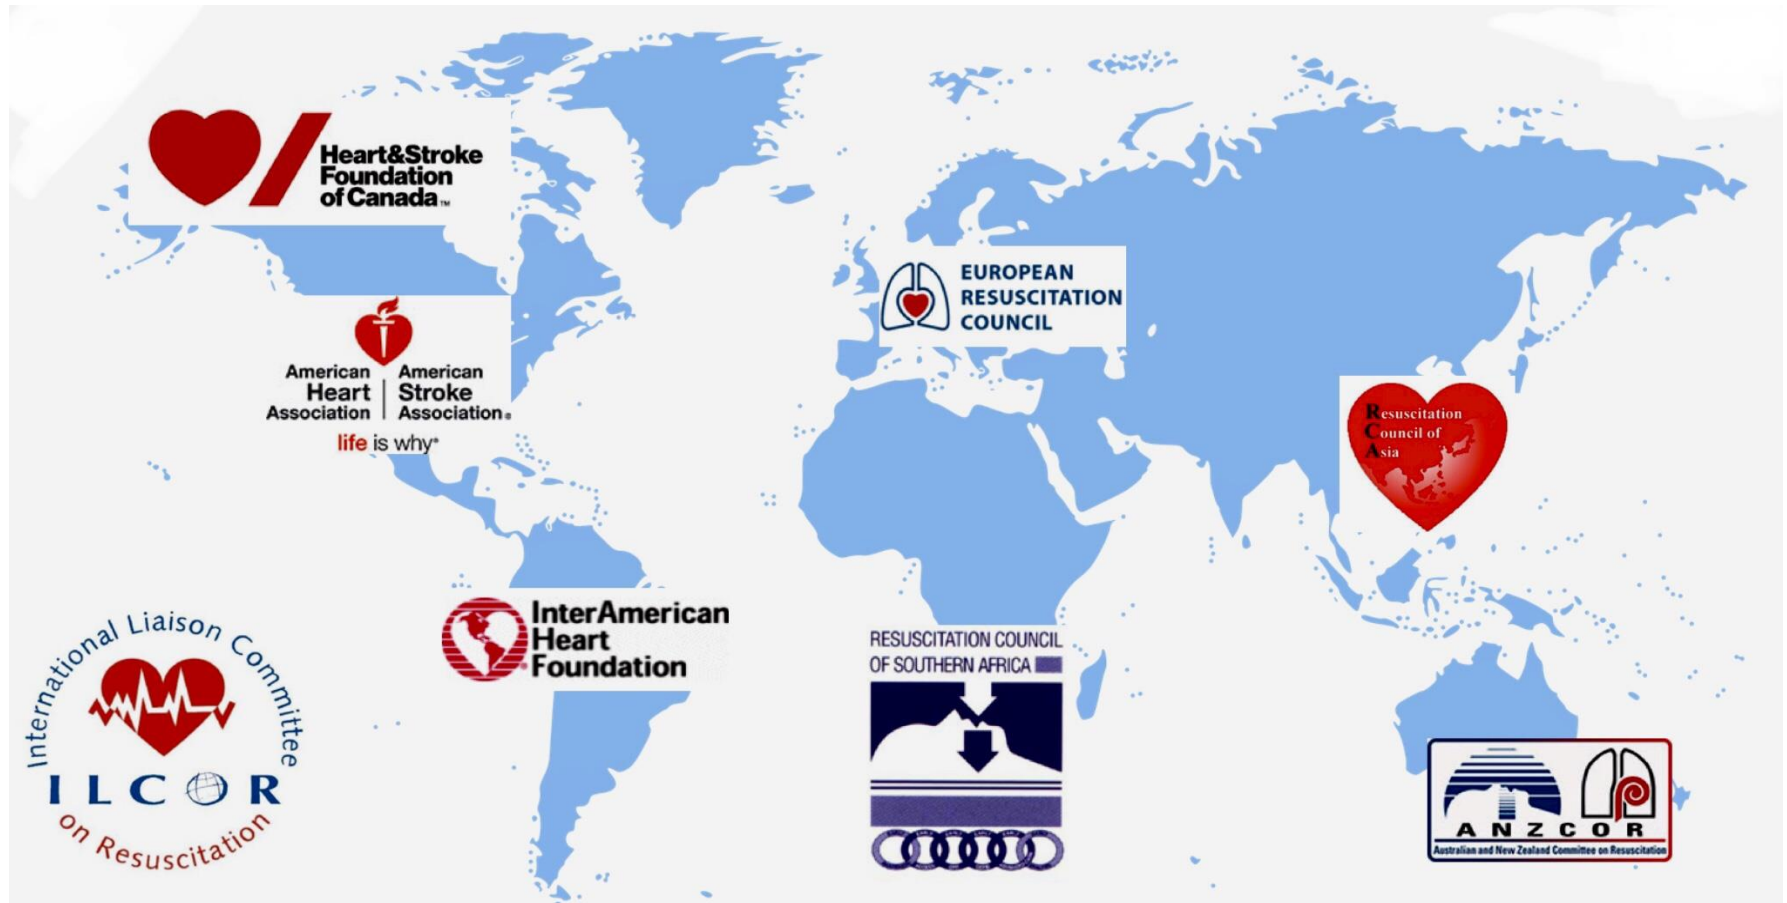 Heart&Stroke
Foundation
of Canada™
American
Heart
Association
American
Stroke
Association®
life is why®
EUROPEAN
RESUSCITATION
COUNCIL
Resuscitation
Council of
Asia
InterAmerican
Heart
Foundation®
RESUSCITATION COUNCIL
OF SOUTHERN AFRICA
International Liaison Committee
ILCOR
on Resuscitation
ANZCOR
Australian and New Zealand Committee on Resuscitation